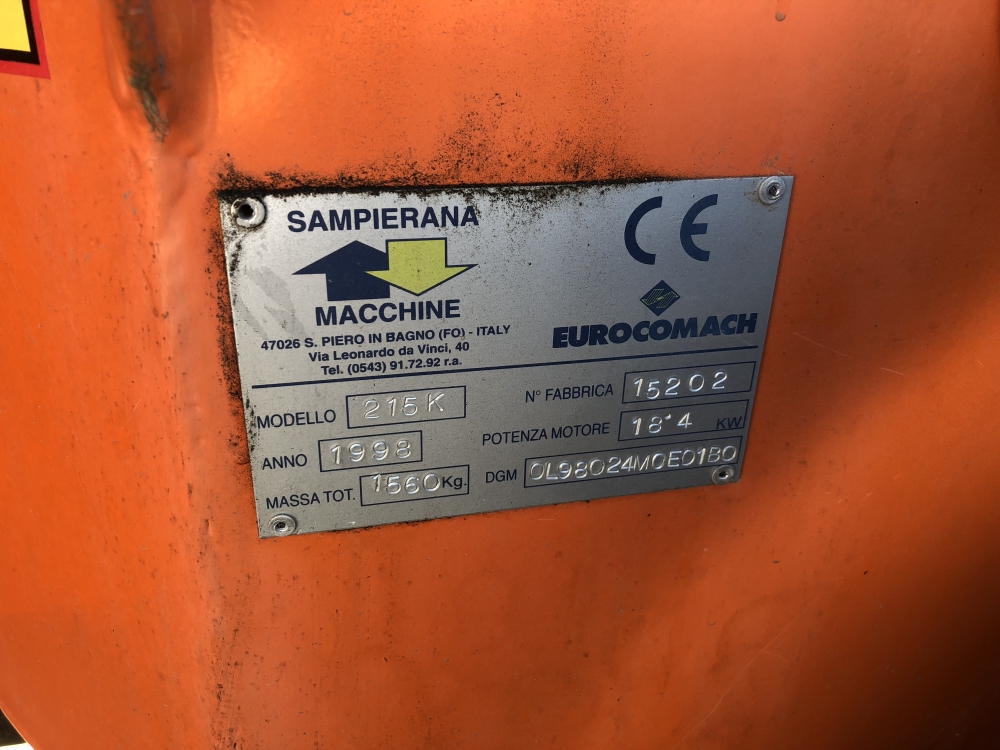 SAMPIERANA
MACCHINE
47026 S. PIERO IN BAGNO (FO) - ITALY
Via Leonardo da Vinci, 40
Tel. (0543) 91.72.92 r.a.
CE
EUROCOMACH
MODELLO 215K
ANNO 1998
MASSA TOT. 1560 Kg.
N° FABBRICA 15202
POTENZA MOTORE 18·4 KW
DGM 0L98024M0E01B0